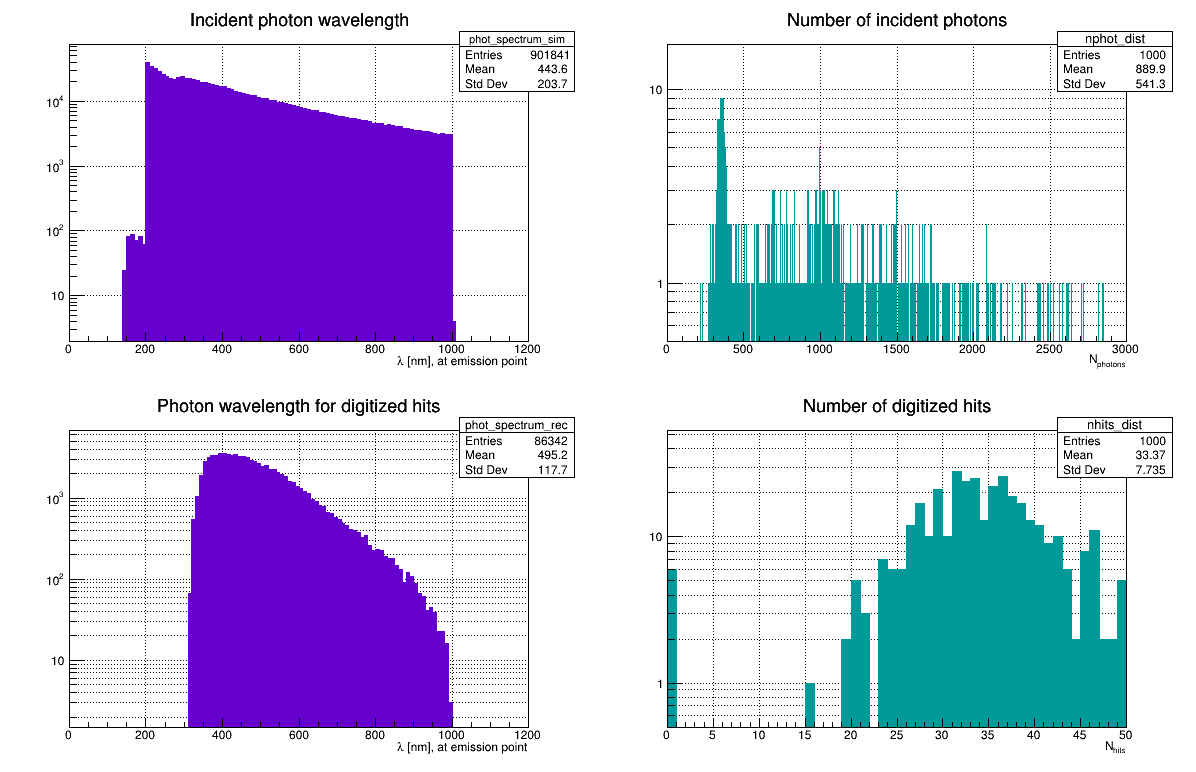 Incident photon wavelength
phot_spectrum_sim
Entries 901841
Mean 443.6
Std Dev 203.7
10⁴
10³
10²
10
0 200 400 600 800 1000 1200
λ [nm], at emission point
Number of incident photons
nphot_dist
Entries 1000
Mean 889.9
Std Dev 541.3
10
1
0 500 1000 1500 2000 2500 3000
N_photons
Photon wavelength for digitized hits
phot_spectrum_rec
Entries 86342
Mean 495.2
Std Dev 117.7
10³
10²
10
0 200 400 600 800 1000 1200
λ [nm], at emission point
Number of digitized hits
nhits_dist
Entries 1000
Mean 33.37
Std Dev 7.735
10
1
0 5 10 15 20 25 30 35 40 45 50
N_hits